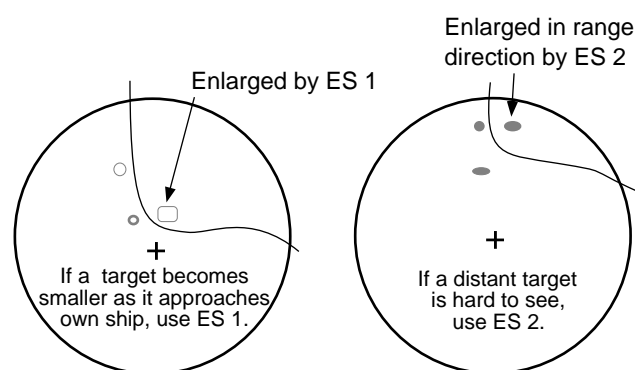 Enlarged by ES 1
If a target becomes
smaller as it approaches
own ship, use ES 1.
Enlarged in range
direction by ES 2
If a distant target
is hard to see,
use ES 2.